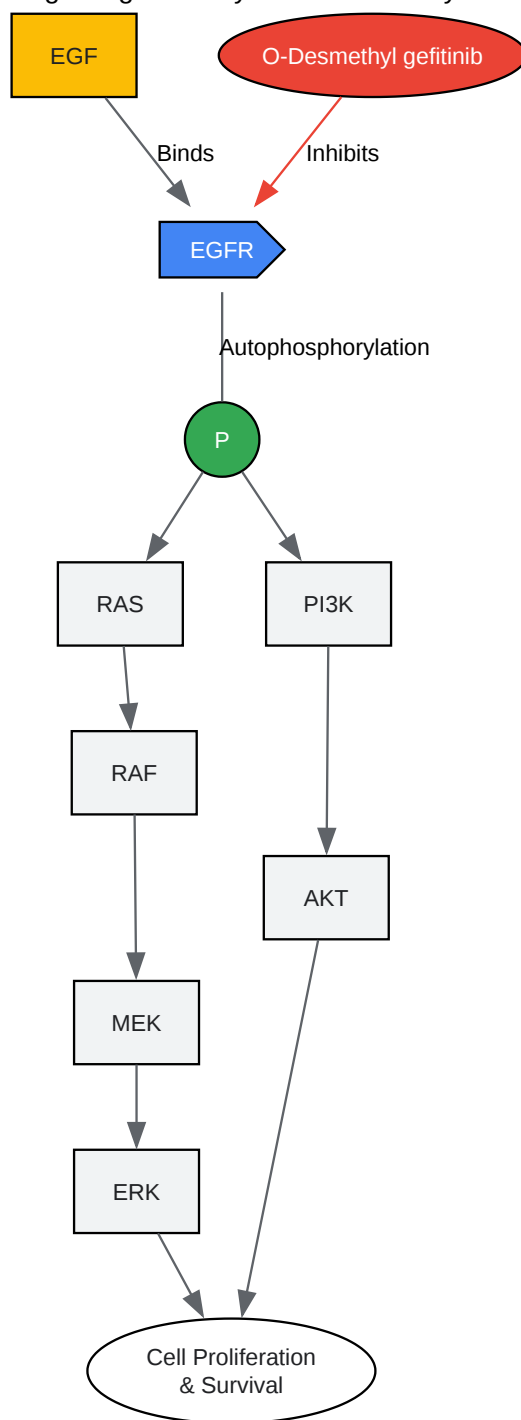 EGF
O-Desmethyl gefitinib
Binds
Inhibits
EGFR
Autophosphorylation
P
RAS
PI3K
RAF
AKT
MEK
ERK
Cell Proliferation
& Survival